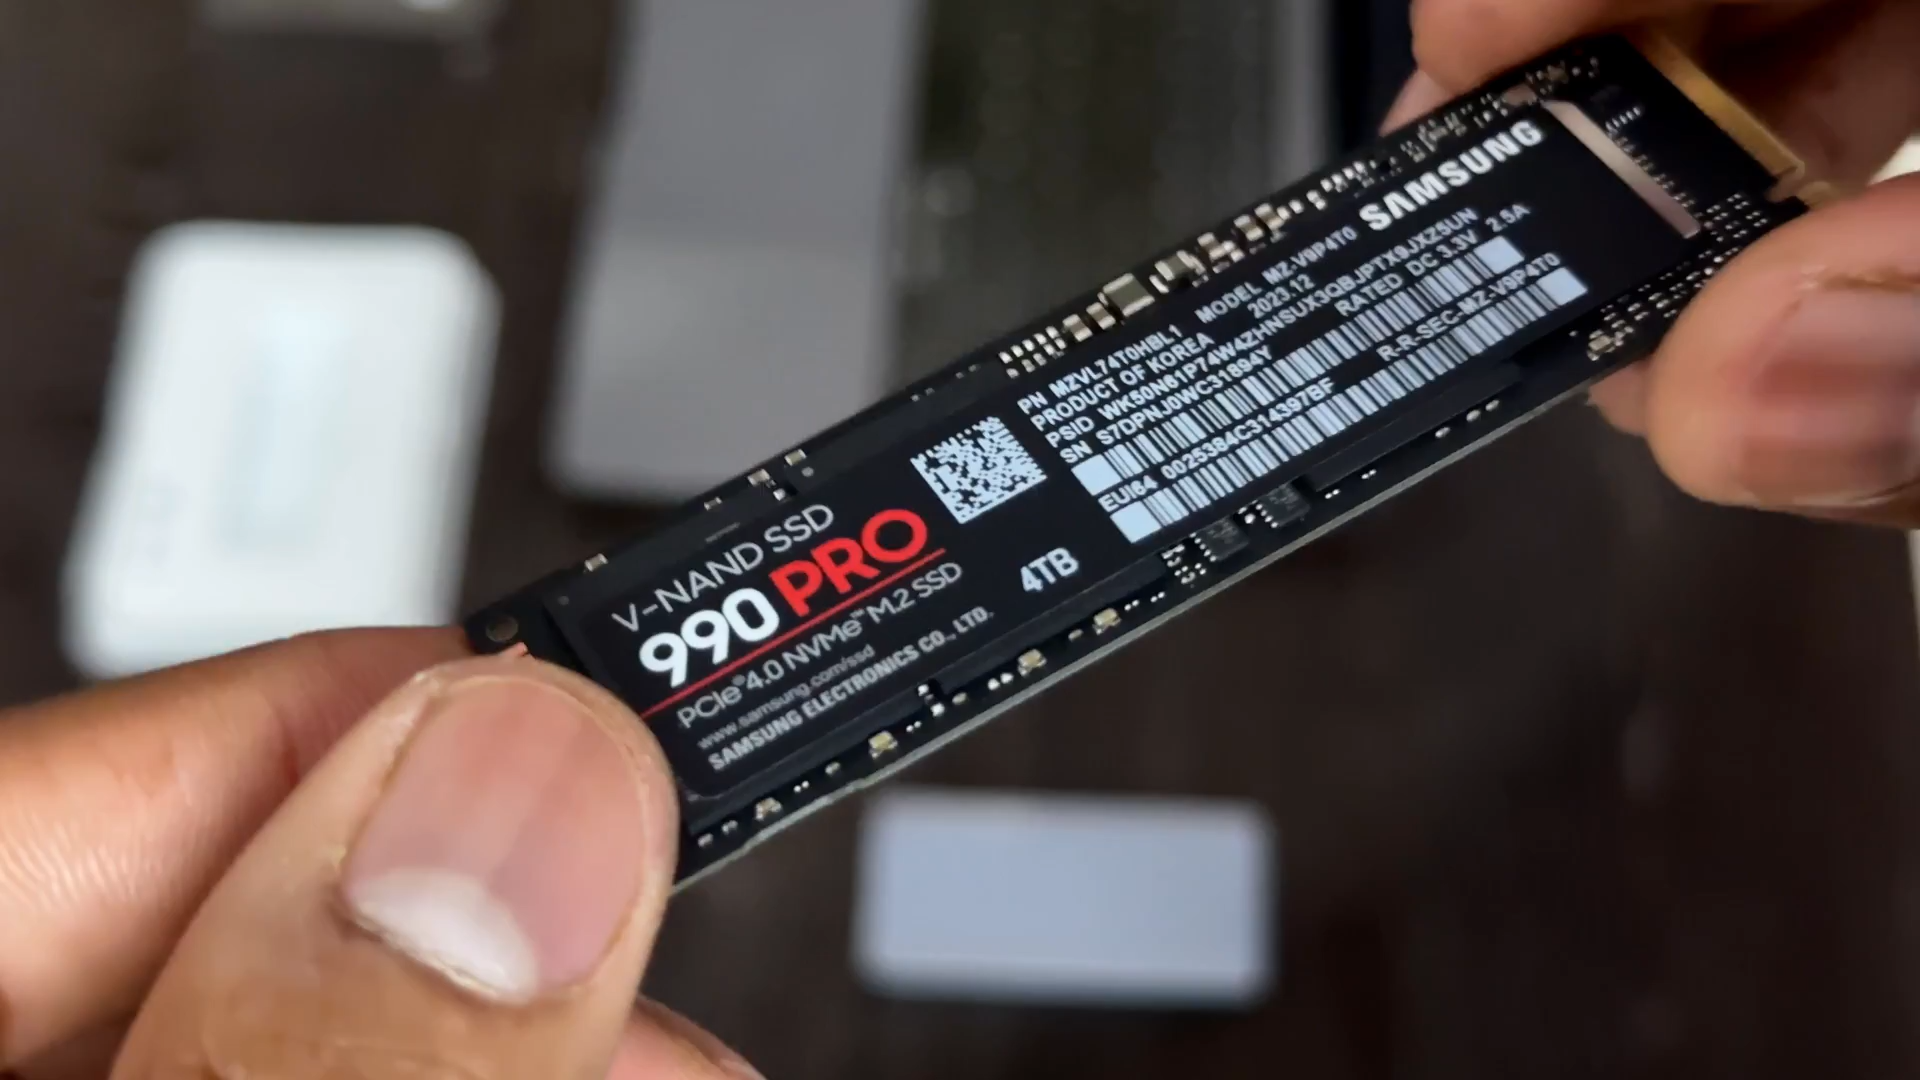 SAMSUNG
PN MZVL74T0HBL1 MODEL MZ-V9P4T0
PRODUCT OF KOREA 2023.12
PSID WK50N61P74W4ZHNSUX3QBJPTX9JXZ5UN
SN S7DPNJ0WC31694Y RATED DC 3.3V 2.5A
EUI64 0025384C314397BF R-R-SEC-MZ-V9P4T0
V-NAND SSD
990 PRO
PCIe® 4.0 NVMe™ M.2 SSD
www.samsung.com/ssd
SAMSUNG ELECTRONICS CO., LTD.
4TB